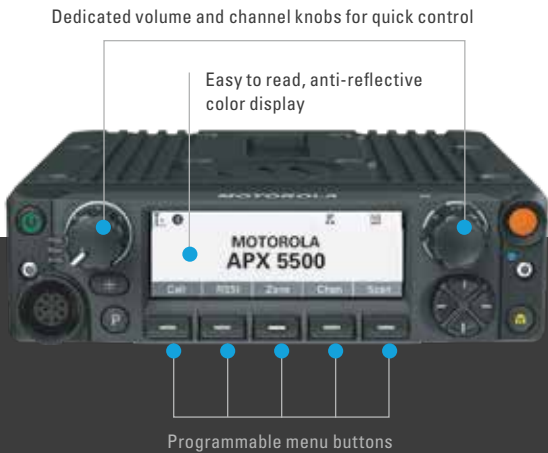 Dedicated volume and channel knobs for quick control
Easy to read, anti-reflective
color display
MOTOROLA
MOTOROLA
APX 5500
Call RSSI Zone Chan Scan
P
Programmable menu buttons